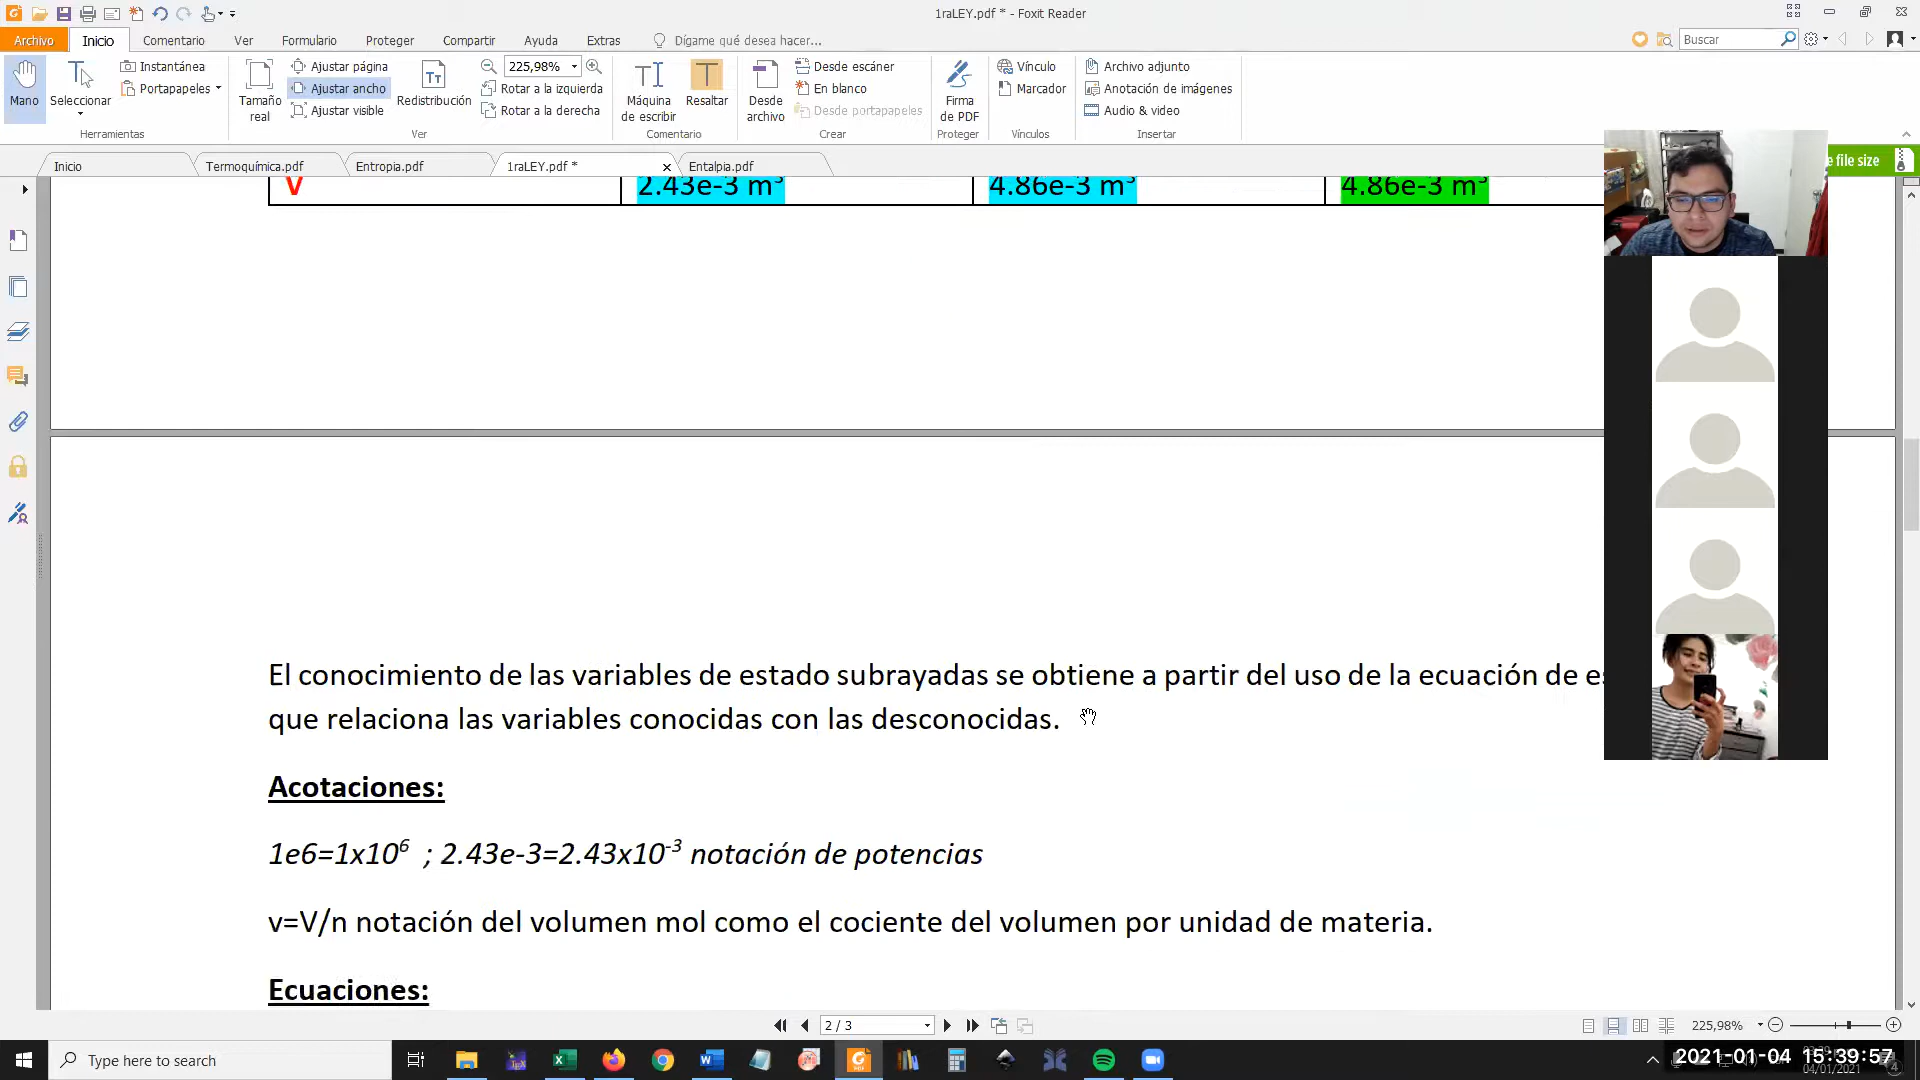 1raLEY.pdf * - Foxit Reader
Archivo Inicio Comentario Ver Formulario Proteger Compartir Ayuda Extras Dígame qué desea hacer... Buscar
Mano
Seleccionar
Instantánea
Portapapeles
Herramientas
Tamaño real
Ajustar página
Ajustar ancho
Ajustar visible
Redistribución
225,98%
Rotar a la izquierda
Rotar a la derecha
Ver
Máquina de escribir
Resaltar
Comentario
Desde archivo
Desde escáner
En blanco
Desde portapapeles
Crear
Firma de PDF
Proteger
Vínculo
Marcador
Vínculos
Archivo adjunto
Anotación de imágenes
Audio & video
Insertar
Inicio Termoquímica.pdf Entropia.pdf 1raLEY.pdf * Entalpia.pdf
e file size
V 2.43e-3 m³ 4.86e-3 m³ 4.86e-3 m³
El conocimiento de las variables de estado subrayadas se obtiene a partir del uso de la ecuación de es
que relaciona las variables conocidas con las desconocidas.
Acotaciones:
1e6=1x10⁶ ; 2.43e-3=2.43x10⁻³ notación de potencias
v=V/n notación del volumen mol como el cociente del volumen por unidad de materia.
Ecuaciones:
2 / 3
225,98%
Type here to search
2021-01-04 15:39:57
04/01/2021